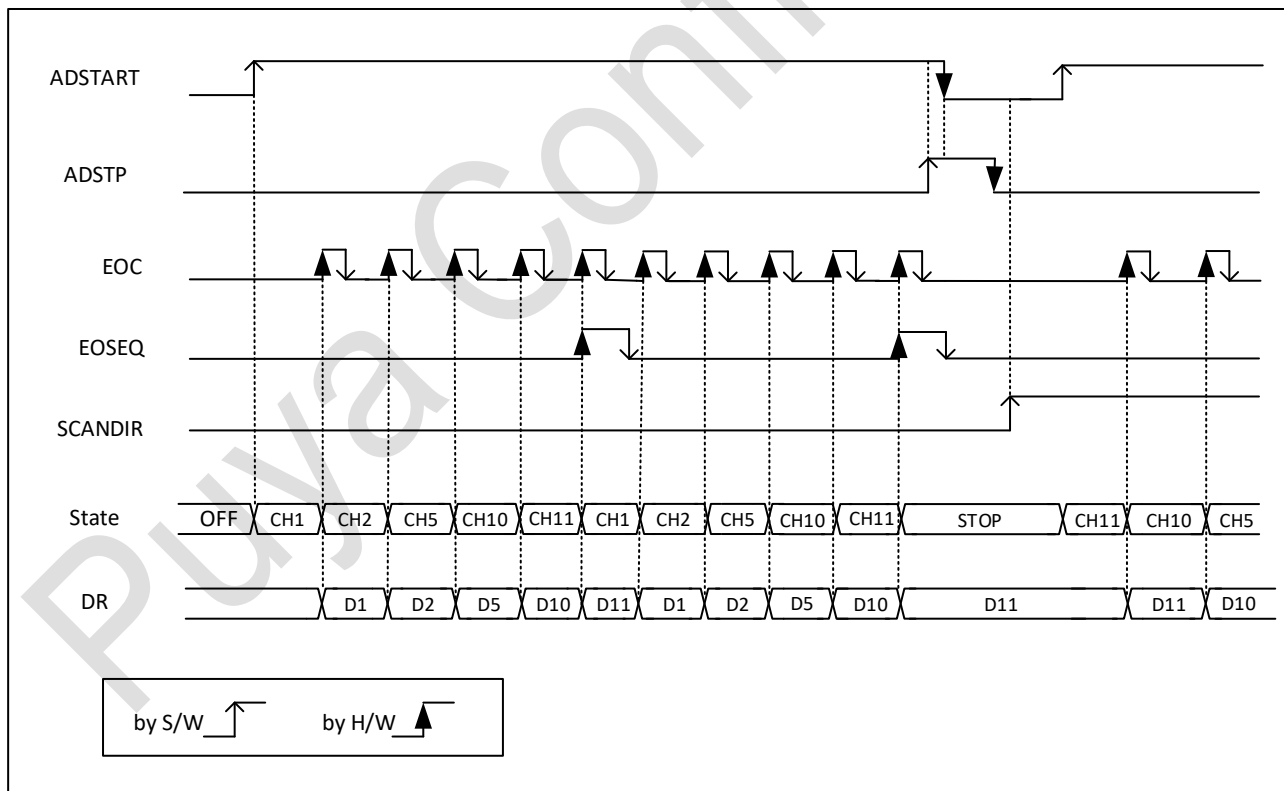 ADSTART
ADSTP
EOC
EOSEQ
SCANDIR
State OFF CH1 CH2 CH5 CH10 CH11 CH1 CH2 CH5 CH10 CH11 STOP CH11 CH10 CH5
DR D1 D2 D5 D10 D11 D1 D2 D5 D10 D11 D11 D10
by S/W by H/W
Puya Conf